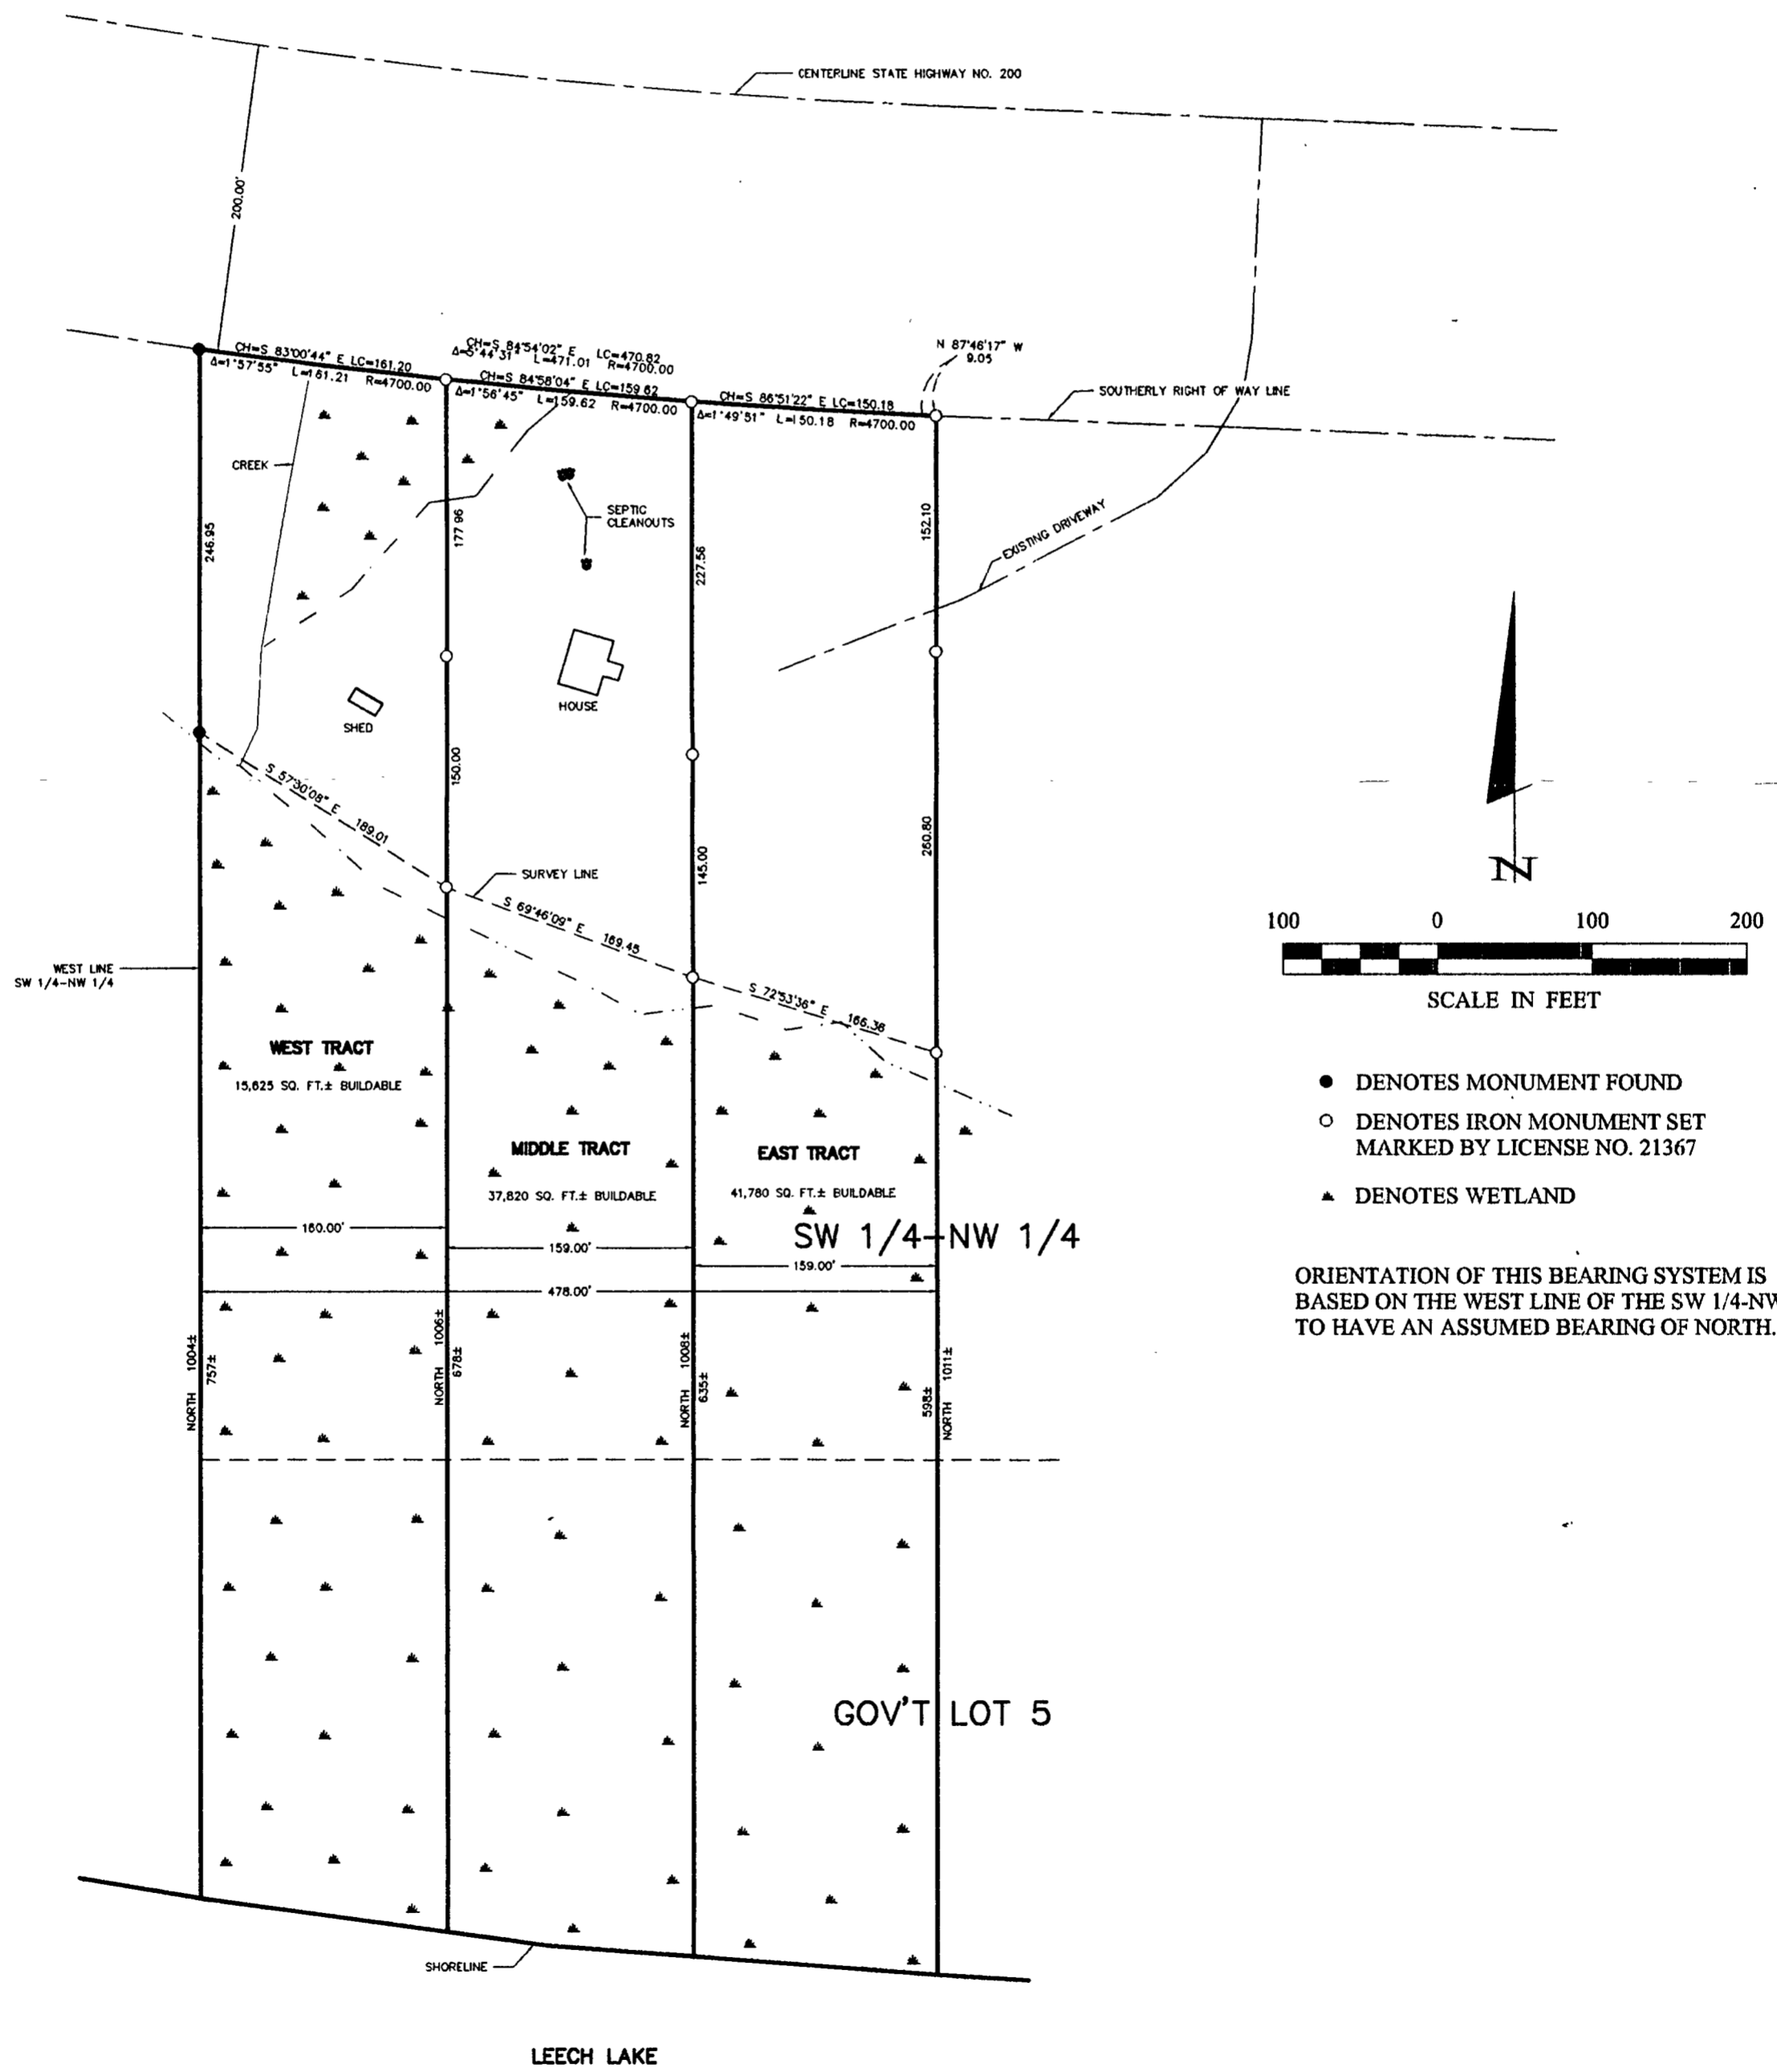 CENTERLINE STATE HIGHWAY NO. 200
200.00'
CH=S 84°54'02" E LC=470.82
Δ=5°44'31" L=471.01 R=4700.00
CH=S 83°00'44" E LC=161.20
Δ=1°57'55" L=161.21 R=4700.00
CH=S 84°58'04" E LC=159.62
Δ=1°56'45" L=159.62 R=4700.00
CH=S 86°51'22" E LC=150.18
Δ=1°49'51" L=150.18 R=4700.00
N 87°46'17" W
9.05
SOUTHERLY RIGHT OF WAY LINE
CREEK
SEPTIC
CLEANOUTS
246.95
177.96
227.56
152.10
EXISTING DRIVEWAY
HOUSE
SHED
150.00
145.00
260.80
S 57°30'08" E 189.01
SURVEY LINE
S 69°46'09" E 169.45
S 72°53'36" E 166.36
WEST LINE
SW 1/4-NW 1/4
N
100 0 100 200
SCALE IN FEET
DENOTES MONUMENT FOUND
DENOTES IRON MONUMENT SET
MARKED BY LICENSE NO. 21367
DENOTES WETLAND
ORIENTATION OF THIS BEARING SYSTEM IS
BASED ON THE WEST LINE OF THE SW 1/4-NW
TO HAVE AN ASSUMED BEARING OF NORTH.
WEST TRACT
15,625 SQ. FT.± BUILDABLE
MIDDLE TRACT
37,820 SQ. FT.± BUILDABLE
EAST TRACT
41,780 SQ. FT.± BUILDABLE
SW 1/4-NW 1/4
160.00'
159.00'
159.00'
478.00'
NORTH 1004±
757±
NORTH 1006±
678±
NORTH 1008±
635±
598±
NORTH 1011±
GOV'T LOT 5
SHORELINE
LEECH LAKE